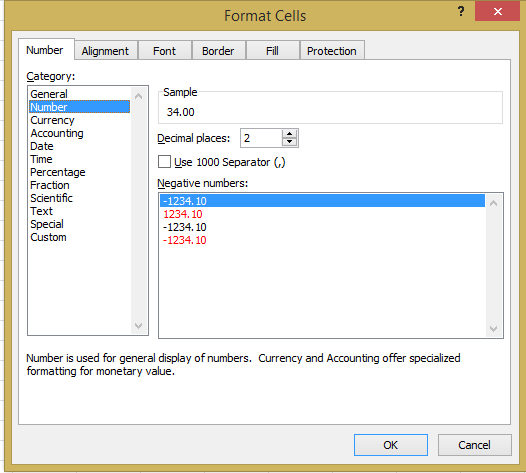 Format Cells
?
Number Alignment Font Border Fill Protection
Category:
General
Number
Currency
Accounting
Date
Time
Percentage
Fraction
Scientific
Text
Special
Custom
Sample
34.00
Decimal places: 2
Use 1000 Separator (,)
Negative numbers:
-1234.10
1234.10
-1234.10
-1234.10
Number is used for general display of numbers. Currency and Accounting offer specialized
formatting for monetary value.
OK Cancel